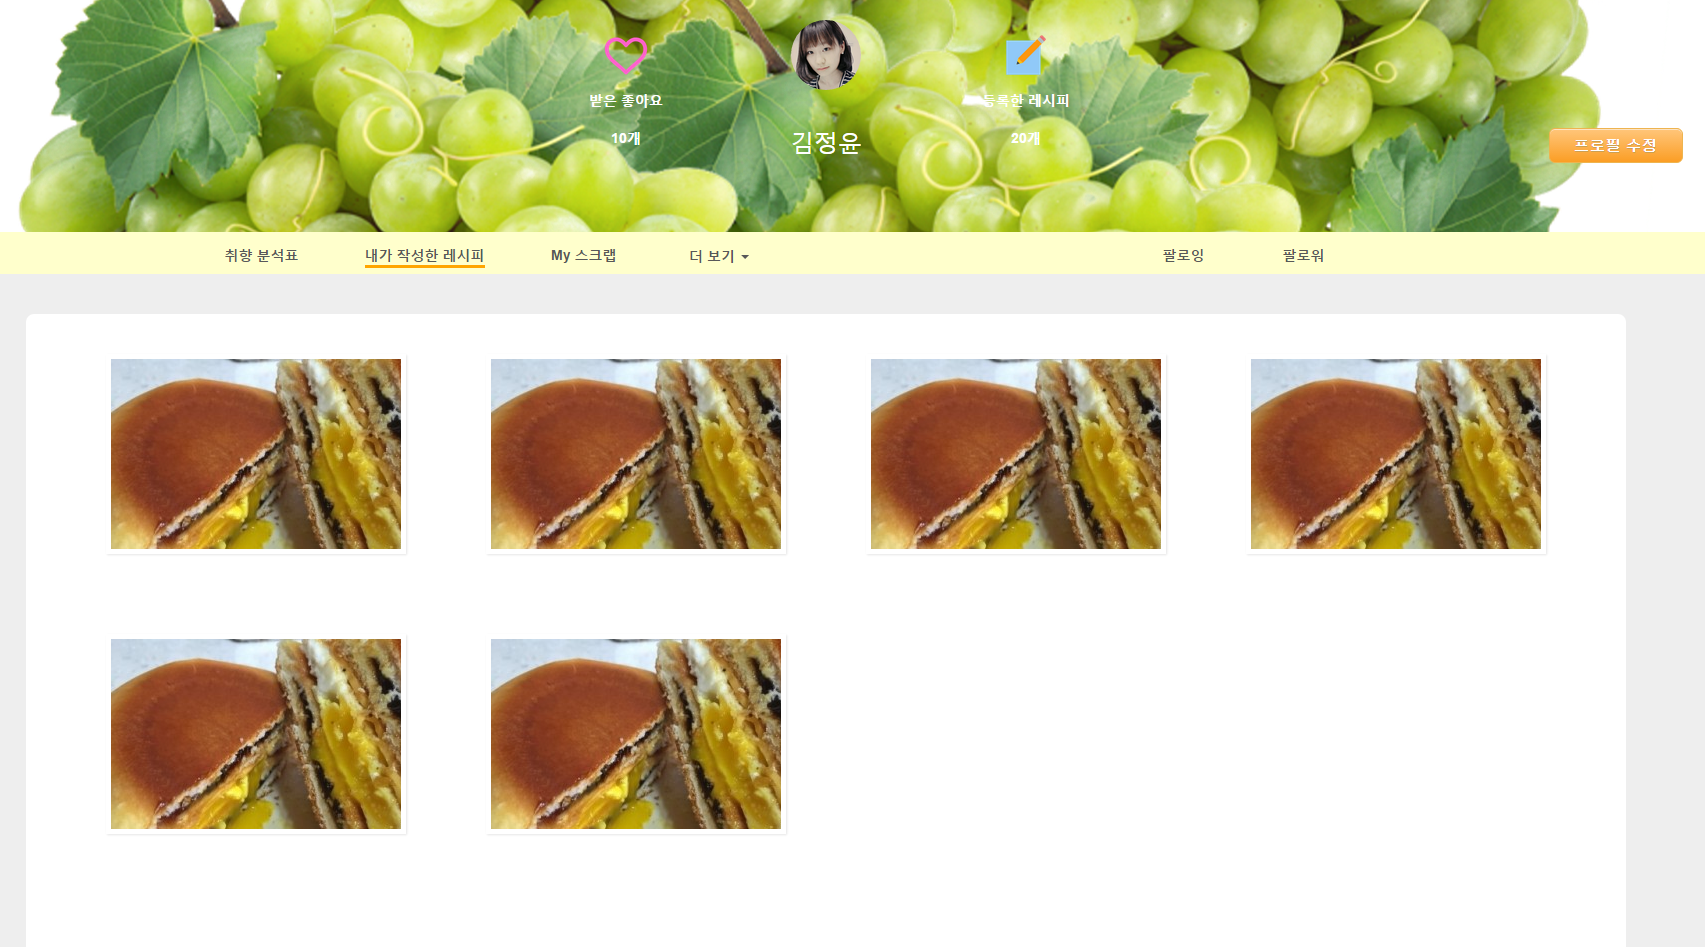 받은 좋아요
10개
김정윤
등록한 레시피
20개
프로필 수정
취향 분석표
내가 작성한 레시피
My 스크랩
더 보기
팔로잉
팔로워